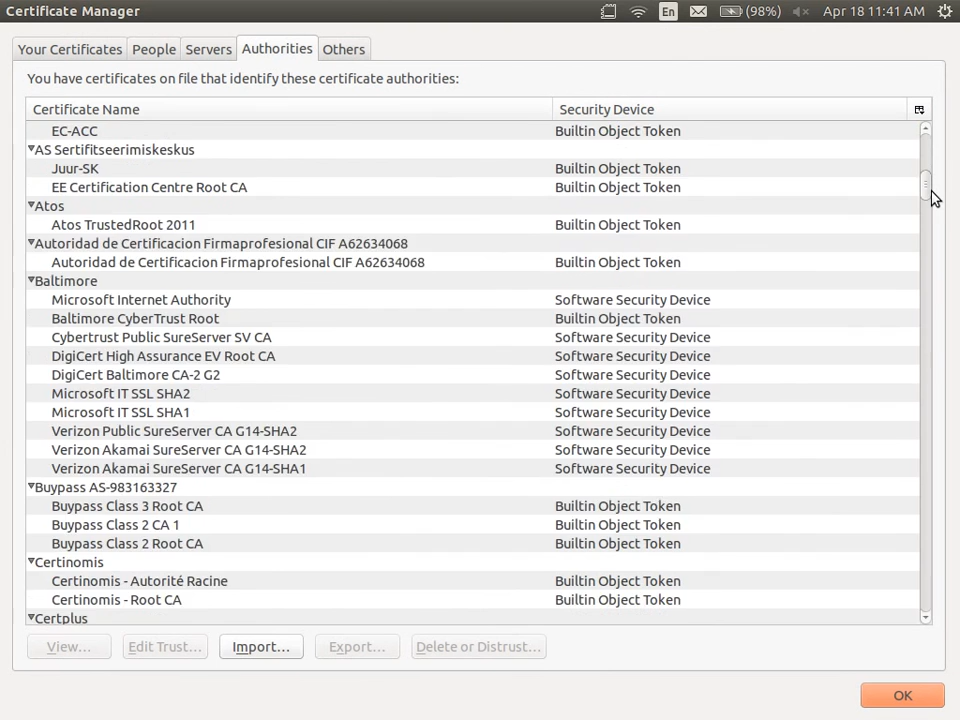 Certificate Manager En (98%) Apr 18 11:41 AM
Your Certificates People Servers Authorities Others
You have certificates on file that identify these certificate authorities:
Certificate Name Security Device
EC-ACC Builtin Object Token
AS Sertifitseerimiskeskus
Juur-SK Builtin Object Token
EE Certification Centre Root CA Builtin Object Token
Atos
Atos TrustedRoot 2011 Builtin Object Token
Autoridad de Certificacion Firmaprofesional CIF A62634068
Autoridad de Certificacion Firmaprofesional CIF A62634068 Builtin Object Token
Baltimore
Microsoft Internet Authority Software Security Device
Baltimore CyberTrust Root Builtin Object Token
Cybertrust Public SureServer SV CA Software Security Device
DigiCert High Assurance EV Root CA Software Security Device
DigiCert Baltimore CA-2 G2 Software Security Device
Microsoft IT SSL SHA2 Software Security Device
Microsoft IT SSL SHA1 Software Security Device
Verizon Public SureServer CA G14-SHA2 Software Security Device
Verizon Akamai SureServer CA G14-SHA2 Software Security Device
Verizon Akamai SureServer CA G14-SHA1 Software Security Device
Buypass AS-983163327
Buypass Class 3 Root CA Builtin Object Token
Buypass Class 2 CA 1 Builtin Object Token
Buypass Class 2 Root CA Builtin Object Token
Certinomis
Certinomis - Autorité Racine Builtin Object Token
Certinomis - Root CA Builtin Object Token
Certplus
View... Edit Trust... Import... Export... Delete or Distrust...
OK